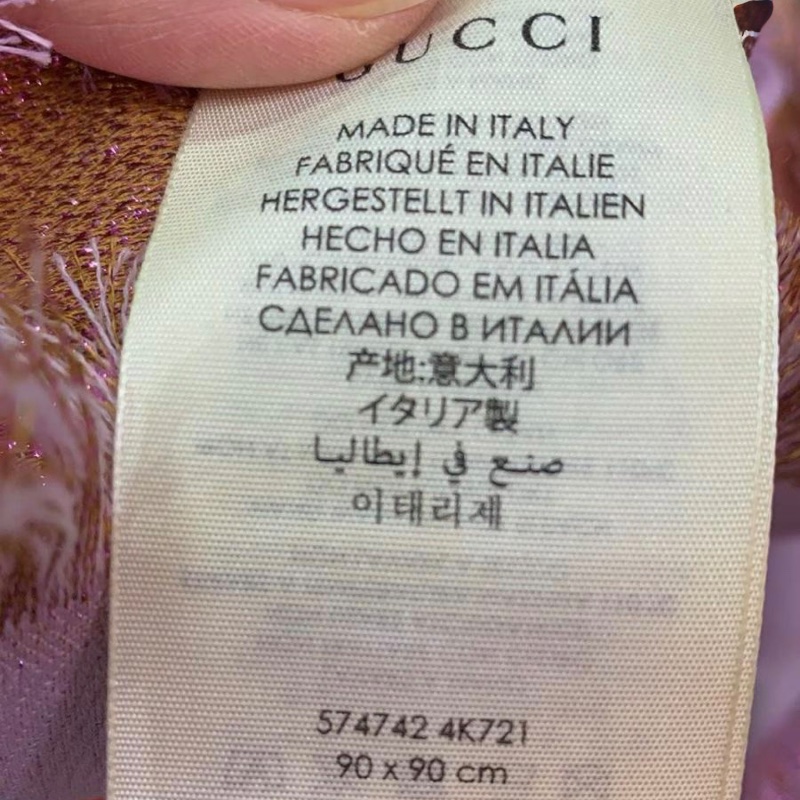 GUCCI
MADE IN ITALY
FABRIQUÉ EN ITALIE
HERGESTELLT IN ITALIEN
HECHO EN ITALIA
FABRICADO EM ITÁLIA
СДЕЛАНО В ИТАЛИИ
产地:意大利
イタリア製
صنع في إيطاليا
이태리제
574742 4K721
90 x 90 cm